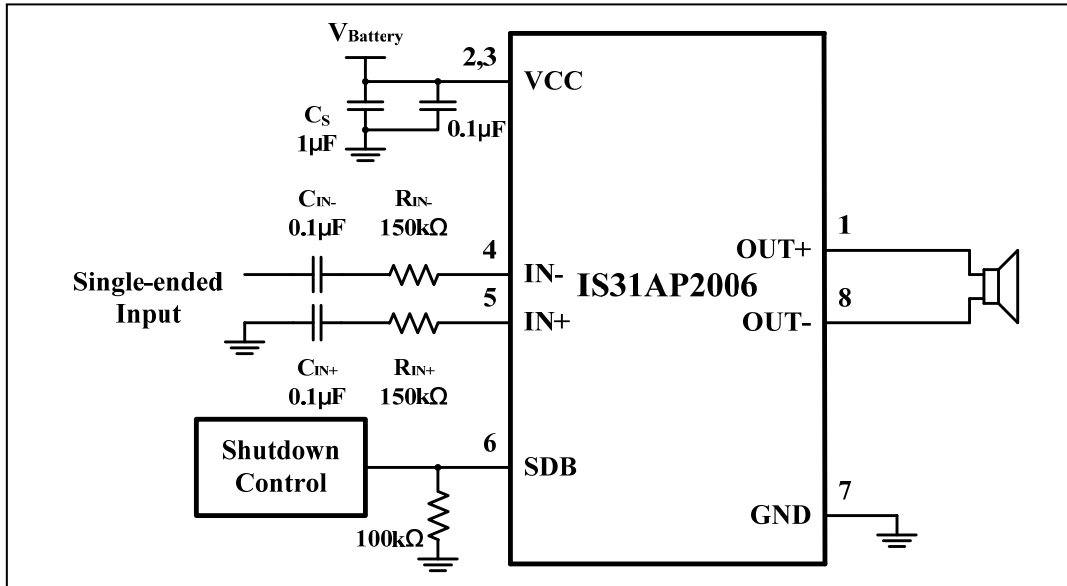 VBattery
2,3
VCC
CS
1µF
0.1µF
CIN-
0.1µF
RIN-
150kΩ
4
IN-
Single-ended
Input
5
IN+
CIN+
0.1µF
RIN+
150kΩ
IS31AP2006
1
OUT+
8
OUT-
Shutdown
Control
6
SDB
100kΩ
7
GND